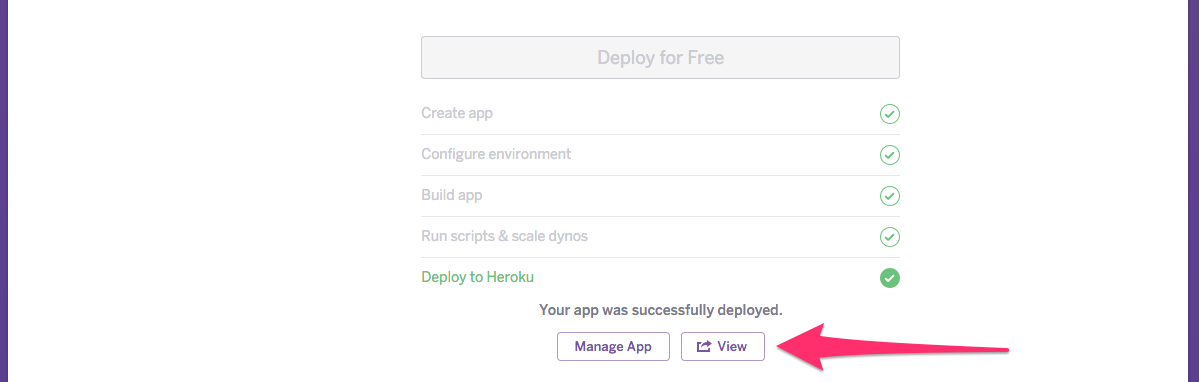 Deploy for Free
Create app
Configure environment
Build app
Run scripts & scale dynos
Deploy to Heroku
Your app was successfully deployed.
Manage App View